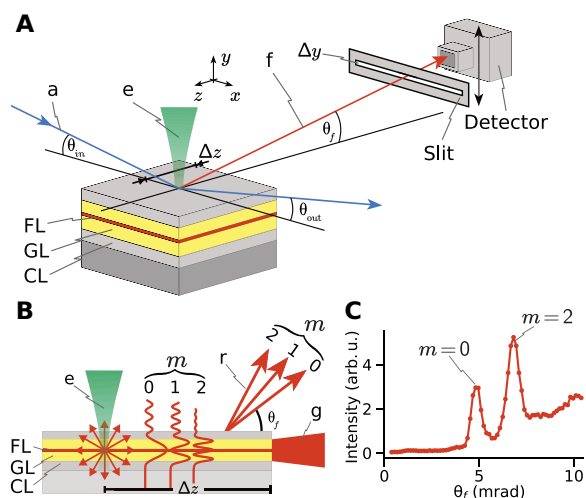 A
a
e
y
z
x
f
Δy
θin
Δz
θf
Detector
Slit
θout
FL
GL
CL
B
e
m
0 1 2
2 1 0
m
r
θf
g
FL
GL
CL
Δz
C
m = 0
m = 2
Intensity (arb. u.)
4
2
0
0 5 10
θf (mrad)